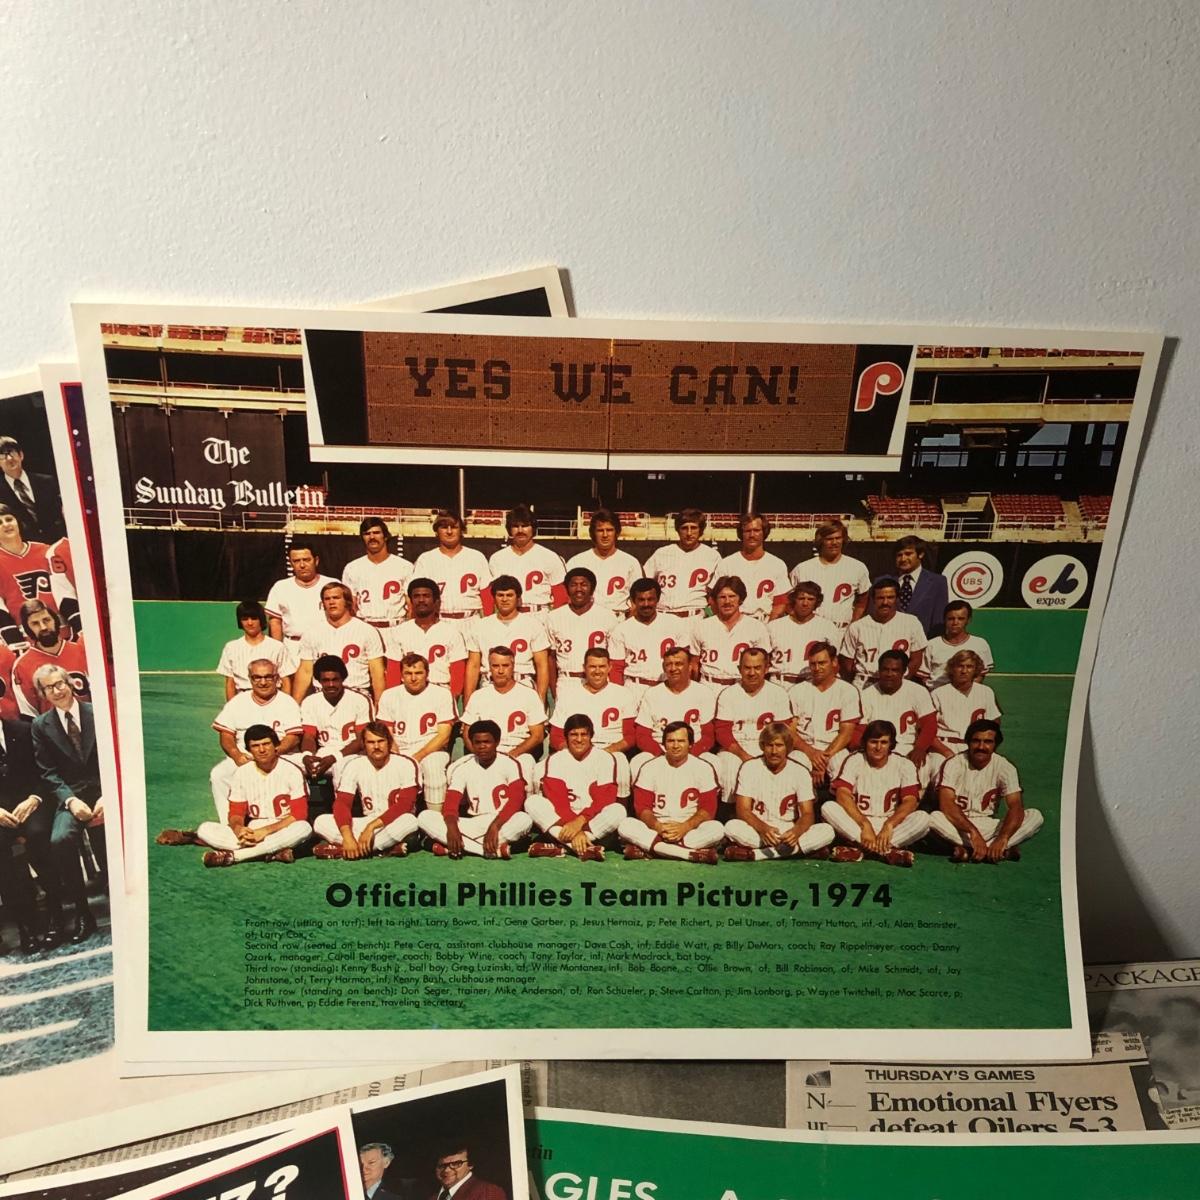 YES WE CAN!
P
The
Sunday Bulletin
CUBS
eb
expos
Official Phillies Team Picture, 1974
Front row (sitting on turf): left to right, Larry Bowa, inf.; Gene Garber, p; Jesus Hernaiz, p; Pete Richert, p; Del Unser, of; Tommy Hutton, inf.-of; Alan Bannister,
of; Larry Cox, c.
Second row (seated on bench): Pete Cera, assistant clubhouse manager; Dave Cash, inf; Eddie Watt, p; Billy DeMars, coach; Ray Rippelmeyer, coach; Danny
Ozark, manager; Caroll Beringer, coach; Bobby Wine, coach; Tony Taylor, inf; Mark Modrack, bat boy.
Third row (standing): Kenny Bush jr., ball boy; Greg Luzinski, of; Willie Montanez, inf; Bob Boone, c; Ollie Brown, of; Bill Robinson, of; Mike Schmidt, inf; Jay
Johnstone, of; Terry Harmon, inf; Kenny Bush, clubhouse manager.
Fourth row (standing on bench): Don Seger, trainer; Mike Anderson, of; Ron Schueler, p; Steve Carlton, p; Jim Lonborg, p; Wayne Twitchell, p; Mac Scarce, p;
Dick Ruthven, p; Eddie Ferenz, traveling secretary.
PACKAGE
THURSDAY'S GAMES
Emotional Flyers
defeat Oilers 5-3
GLES